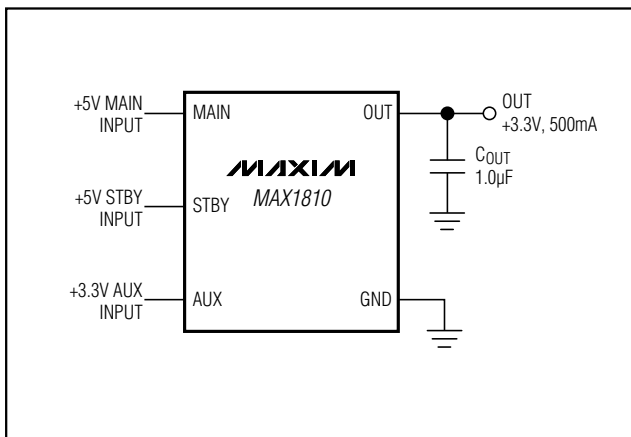 +5V MAIN
INPUT
MAIN
OUT
OUT
+3.3V, 500mA
COUT
1.0µF
MAXIM
MAX1810
+5V STBY
INPUT
STBY
+3.3V AUX
INPUT
AUX
GND